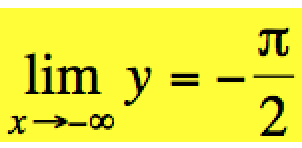 lim y = -π/2
x→-∞